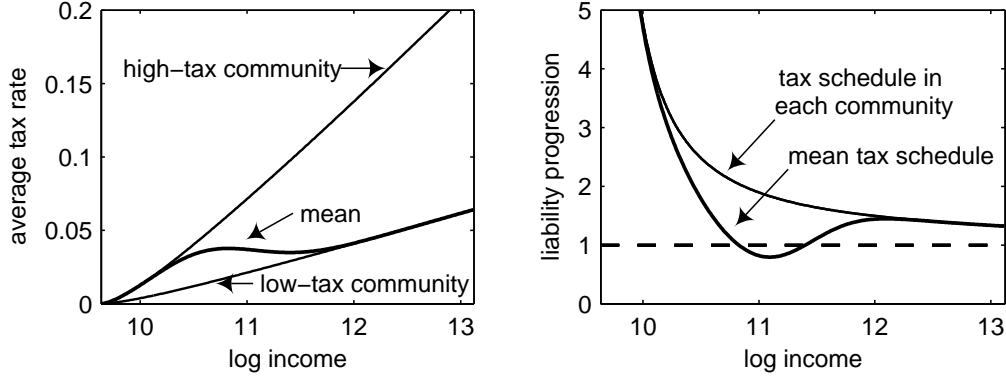 0.2
0.15
0.1
0.05
0
10
11
12
13
log income
average tax rate
high−tax community
mean
low−tax community
5
4
3
2
1
0
10
11
12
13
log income
liability progression
tax schedule in
each community
mean tax schedule